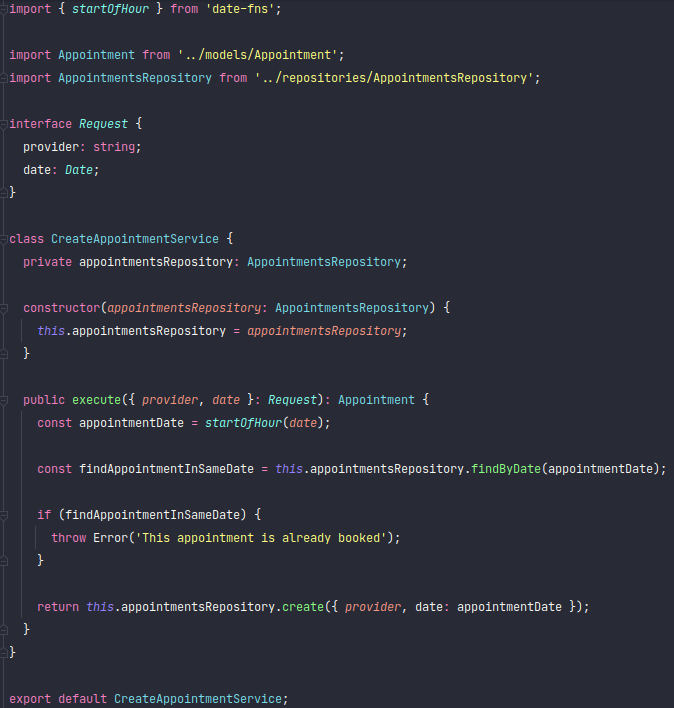 import { startOfHour } from 'date-fns';
import Appointment from '../models/Appointment';
import AppointmentsRepository from '../repositories/AppointmentsRepository';
interface Request {
provider: string;
date: Date;
}
class CreateAppointmentService {
private appointmentsRepository: AppointmentsRepository;
constructor(appointmentsRepository: AppointmentsRepository) {
this.appointmentsRepository = appointmentsRepository;
}
public execute({ provider, date }: Request): Appointment {
const appointmentDate = startOfHour(date);
const findAppointmentInSameDate = this.appointmentsRepository.findByDate(appointmentDate);
if (findAppointmentInSameDate) {
throw Error('This appointment is already booked');
}
return this.appointmentsRepository.create({ provider, date: appointmentDate });
}
}
export default CreateAppointmentService;